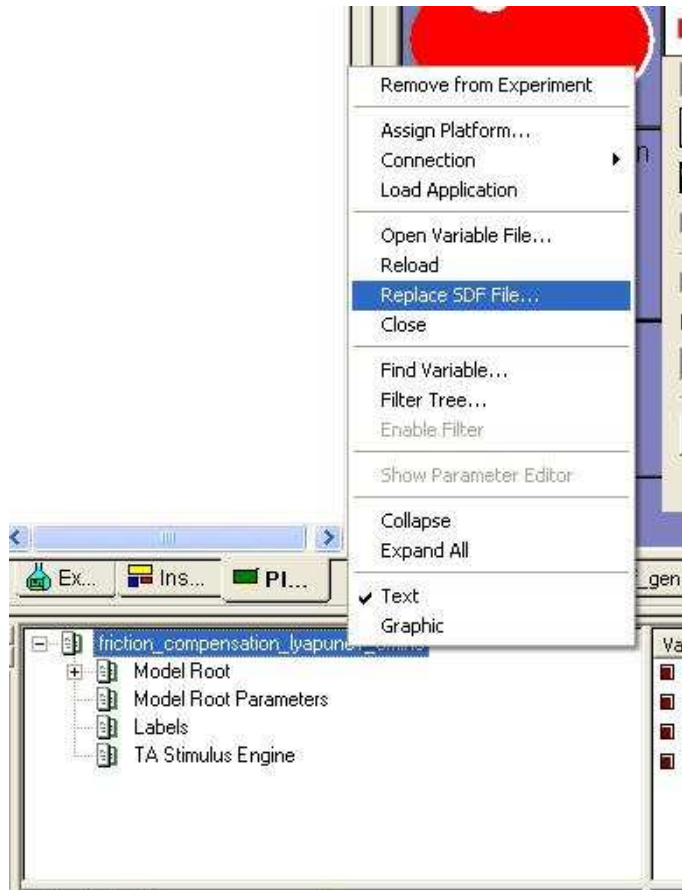 Remove from Experiment
Assign Platform...
Connection
n
Load Application
Open Variable File...
Reload
Replace SDF File...
Close
Find Variable...
Filter Tree...
Enable Filter
Show Parameter Editor
Collapse
Expand All
Ex...
Ins...
Pl...
_gen
Text
Graphic
Va
Model Root
Model Root Parameters
Labels
TA Stimulus Engine